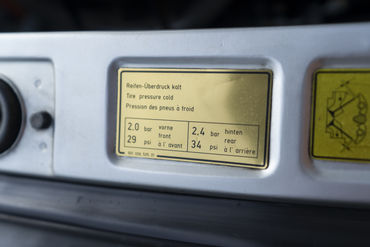 Reifen-Überdruck kalt
Tire pressure cold
Pression des pneus à froid
2,0 bar vorne 2,4 bar hinten
front rear
29 psi à l'avant 34 psi à l'arrière